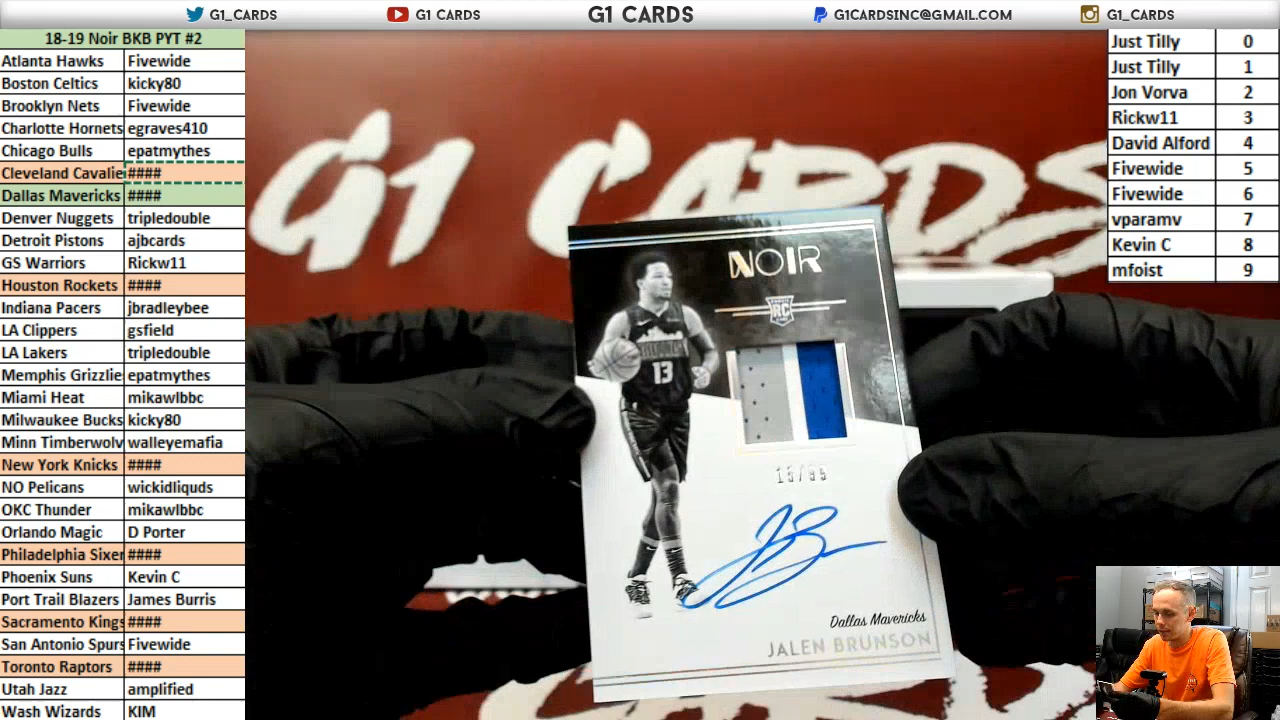 G1_CARDS G1 CARDS G1 CARDS G1CARDSINC@GMAIL.COM G1_CARDS
18-19 Noir BKB PYT #2
Atlanta Hawks Fivewide
Boston Celtics kicky80
Brooklyn Nets Fivewide
Charlotte Hornets egraves410
Chicago Bulls epatmythes
Cleveland Cavalie ####
Dallas Mavericks ####
Denver Nuggets tripledouble
Detroit Pistons ajbcards
GS Warriors Rickw11
Houston Rockets ####
Indiana Pacers jbradleybee
LA Clippers gsfield
LA Lakers tripledouble
Memphis Grizzlie epatmythes
Miami Heat mikawlbbc
Milwaukee Bucks kicky80
Minn Timberwolv walleyemafia
New York Knicks ####
NO Pelicans wickidliquds
OKC Thunder mikawlbbc
Orlando Magic D Porter
Philadelphia Sixer ####
Phoenix Suns Kevin C
Port Trail Blazers James Burris
Sacramento Kings ####
San Antonio Spurs Fivewide
Toronto Raptors ####
Utah Jazz amplified
Wash Wizards KIM
Just Tilly 0
Just Tilly 1
Jon Vorva 2
Rickw11 3
David Alford 4
Fivewide 5
Fivewide 6
vparamv 7
Kevin C 8
mfoist 9
G1 CARDS
NOIR
RC
13
Dallas Mavericks
JALEN BRUNSON